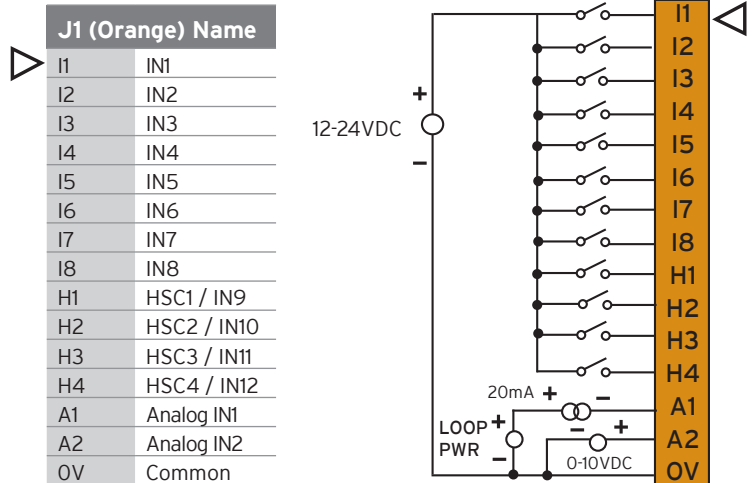 J1 (Orange) Name
I1 IN1
I2 IN2
I3 IN3
I4 IN4
I5 IN5
I6 IN6
I7 IN7
I8 IN8
H1 HSC1 / IN9
H2 HSC2 / IN10
H3 HSC3 / IN11
H4 HSC4 / IN12
A1 Analog IN1
A2 Analog IN2
0V Common
+
12-24VDC
−
I1
I2
I3
I4
I5
I6
I7
I8
H1
H2
H3
H4
20mA + −
A1
LOOP +
PWR −
− +
A2
0-10VDC
0V